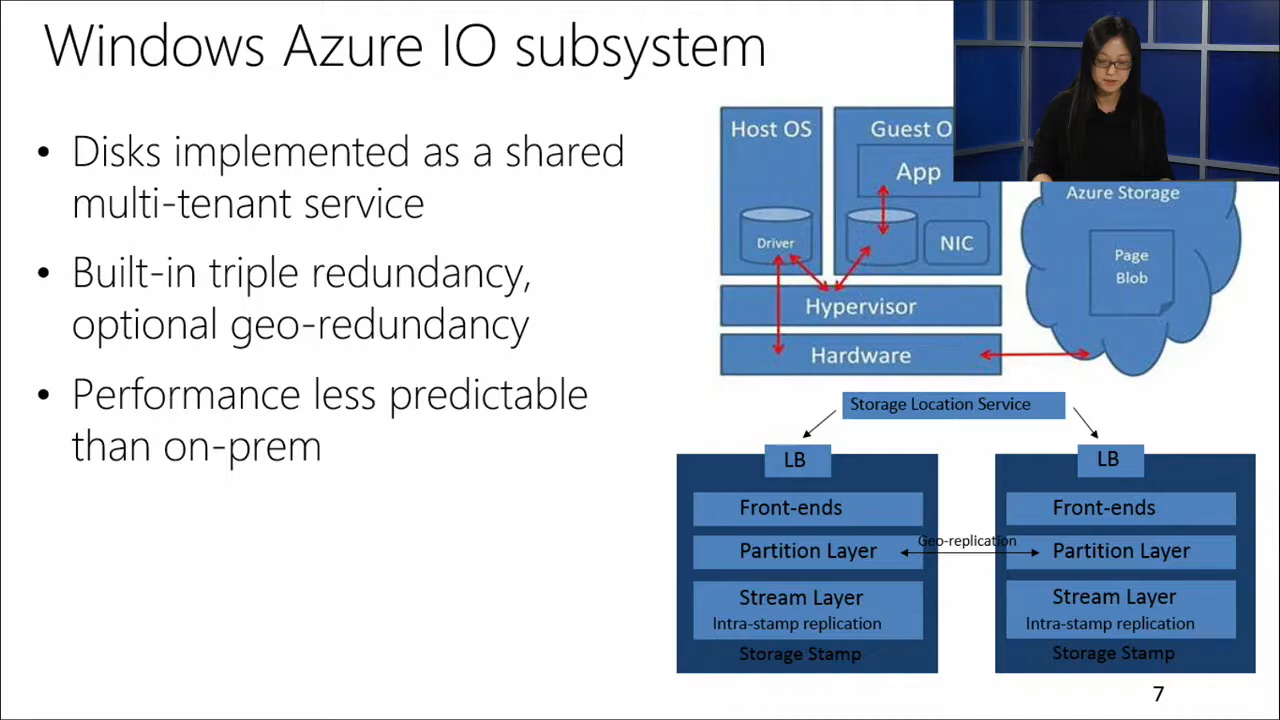 Windows Azure IO subsystem
• Disks implemented as a shared
multi-tenant service
• Built-in triple redundancy,
optional geo-redundancy
• Performance less predictable
than on-prem
Host OS
Guest O
App
Driver
NIC
Hypervisor
Hardware
Azure Storage
Page
Blob
Storage Location Service
LB
Front-ends
Partition Layer
Stream Layer
Intra-stamp replication
Storage Stamp
Geo-replication
LB
Front-ends
Partition Layer
Stream Layer
Intra-stamp replication
Storage Stamp
7